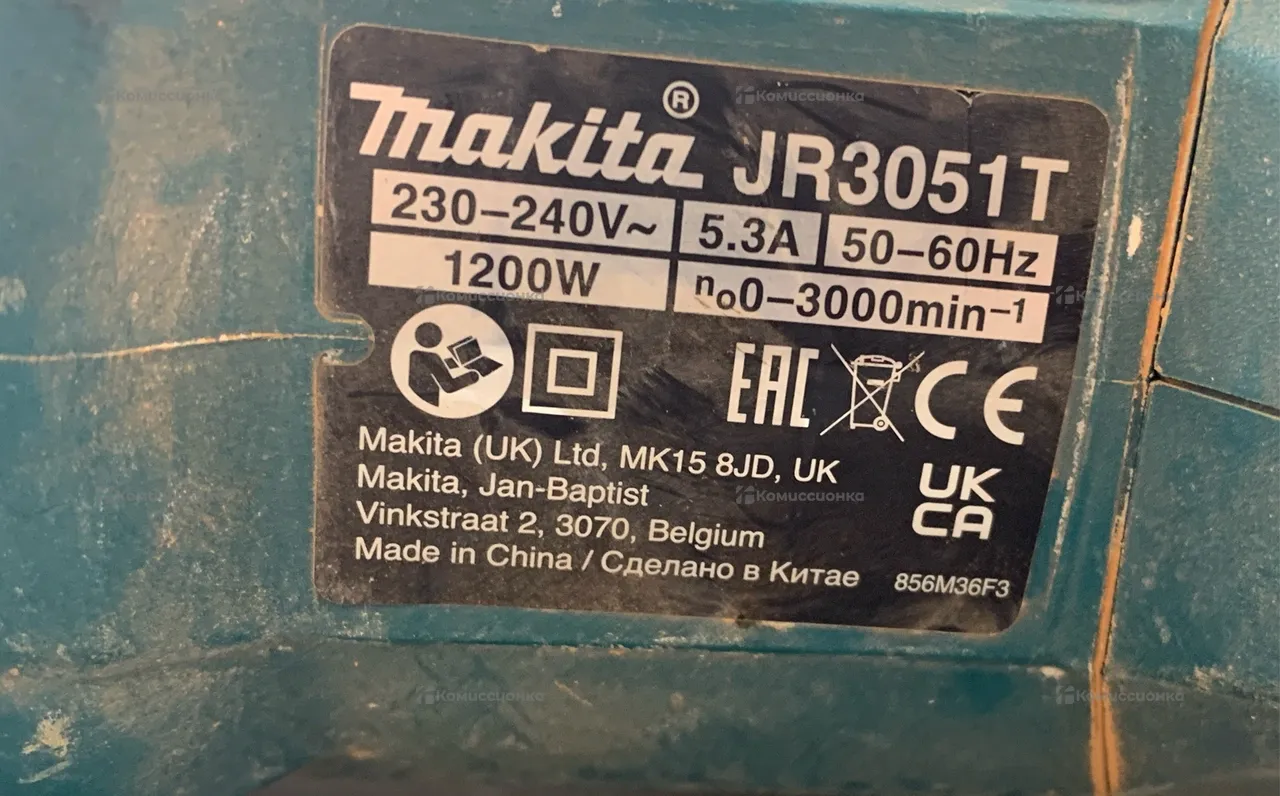 makita® JR3051T
230–240V~ 5.3A 50–60Hz
1200W n₀0–3000min⁻¹
EAC CE
Makita (UK) Ltd, MK15 8JD, UK
Makita, Jan-Baptist
Vinkstraat 2, 3070, Belgium
Made in China / Сделано в Китае
UK
CA
856M36F3
Комиссионка
Комиссионка
Комиссионка
Комиссионка
Комиссионка
Комиссионка